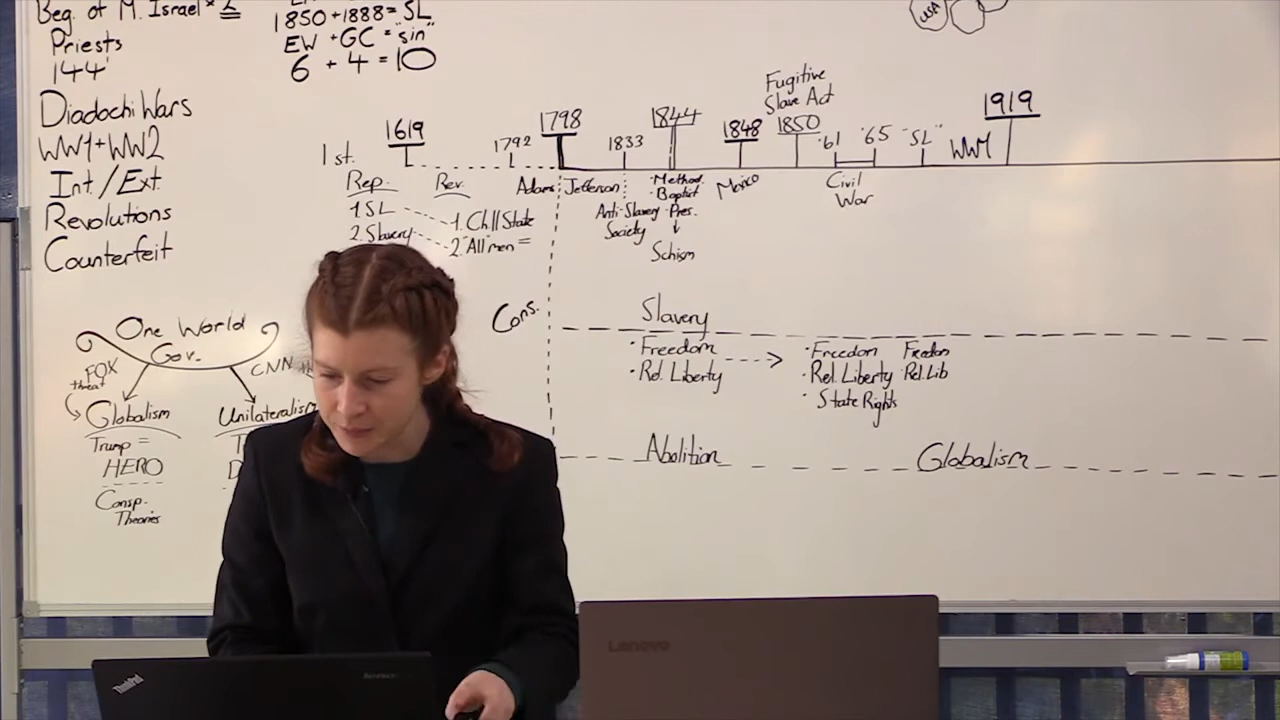 Beg. of M. Israel
Priests
144
Diadochi Wars
WW1+WW2
Int./Ext.
Revolutions
Counterfeit
1850+1888=SL
EW +GC ="sin"
6 + 4 = 10
USA
1st.
1619
1792
1798
1833
1844
1848
Fugitive
Slave Act
1850
'61
'65
"SL"
WW1
1919
Rep.
1 SL
2. Slavery
Rev.
1. Ch.||State
2. "All men =
Adams
Jefferson
Anti-Slavery
Society
·Method.
·Baptist
·Pres.
↓
Schism
Mexico
Civil
War
Cons.
Slavery
·Freedom
·Rel. Liberty
·Freedom
·Rel. Liberty
·State Rights
Freedom
Rel. Lib
Abolition
Globalism
One World
Gov.
FOX
threat
CNN
Globalism
Trump =
HERO
Consp.
Theories
Unilateralism
ThinkPad
Lenovo
Lenovo